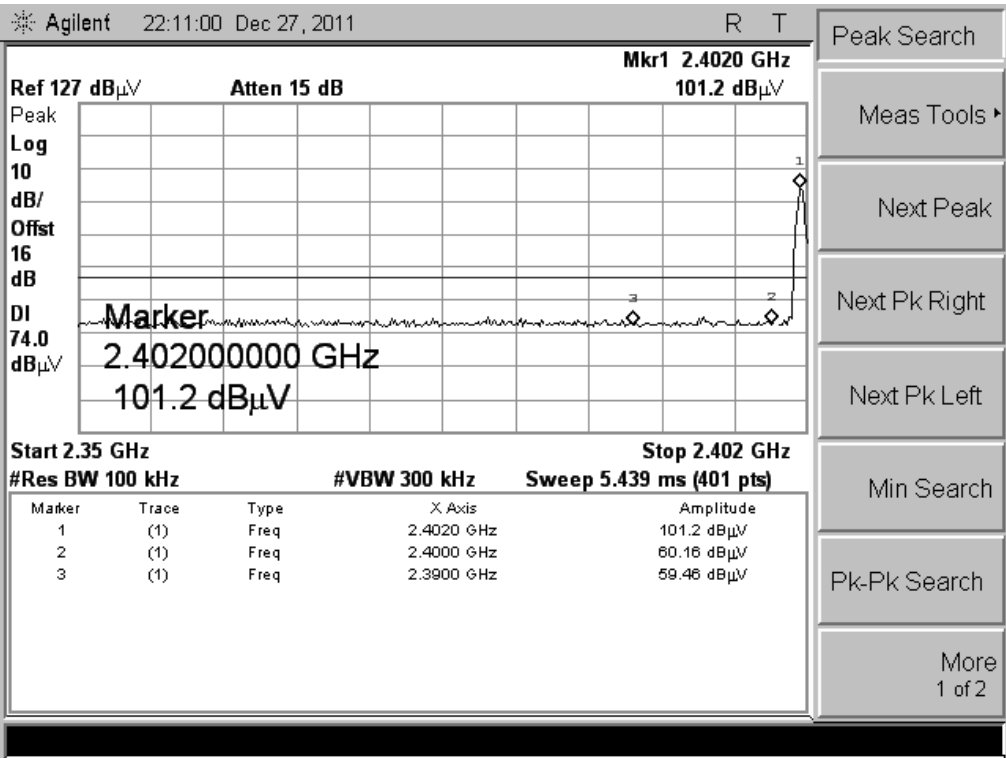 Agilent 22:11:00 Dec 27, 2011 R T
Mkr1 2.4020 GHz
Ref 127 dBµV Atten 15 dB 101.2 dBµV
Peak
Log
10
dB/
Offst
16
dB
DI
74.0
dBµV
1
3
2
Marker
2.402000000 GHz
101.2 dBµV
Start 2.35 GHz Stop 2.402 GHz
#Res BW 100 kHz #VBW 300 kHz Sweep 5.439 ms (401 pts)
Marker Trace Type X Axis Amplitude
1 (1) Freq 2.4020 GHz 101.2 dBµV
2 (1) Freq 2.4000 GHz 60.16 dBµV
3 (1) Freq 2.3900 GHz 59.46 dBµV
Peak Search
Meas Tools
Next Peak
Next Pk Right
Next Pk Left
Min Search
Pk-Pk Search
More
1 of 2